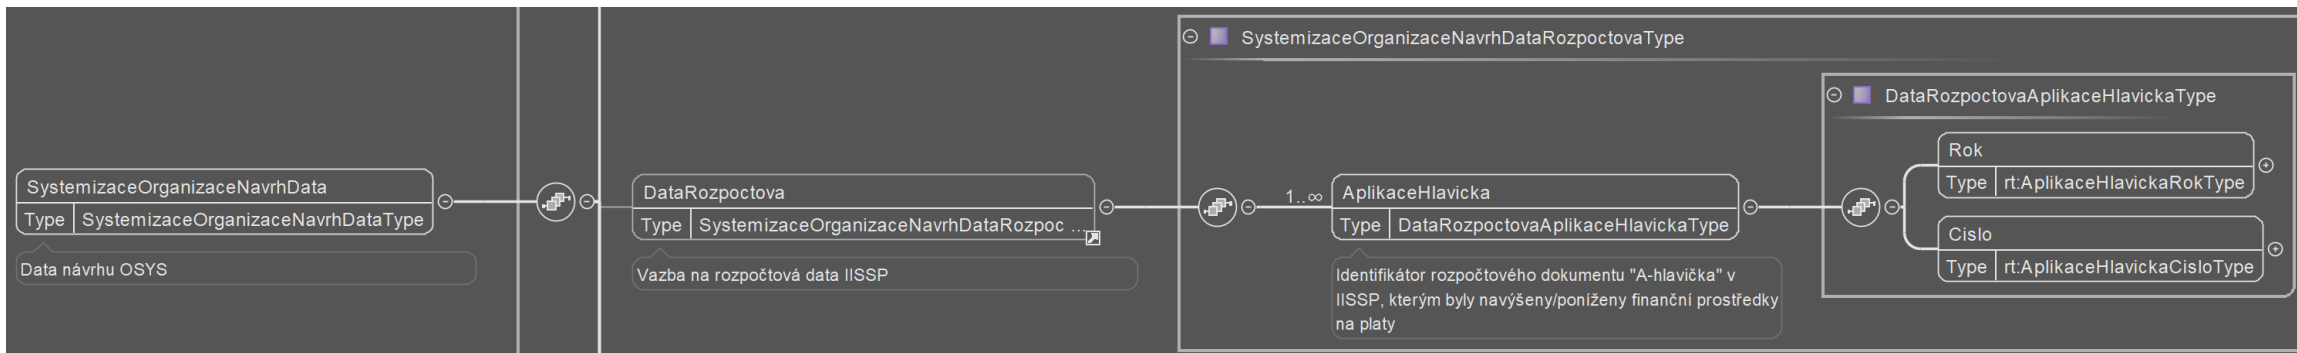 SystemizaceOrganizaceNavrhDataRozpoctovaType
DataRozpoctovaAplikaceHlavickaType
SystemizaceOrganizaceNavrhData
Type SystemizaceOrganizaceNavrhDataType
Data návrhu OSYS
DataRozpoctova
Type SystemizaceOrganizaceNavrhDataRozpoc ...
Vazba na rozpočtová data IISSP
1..∞
AplikaceHlavicka
Type DataRozpoctovaAplikaceHlavickaType
Identifikátor rozpočtového dokumentu "A-hlavička" v
IISSP, kterým byly navýšeny/poníženy finanční prostředky
na platy
Rok
Type rt:AplikaceHlavickaRokType
Cislo
Type rt:AplikaceHlavickaCisloType